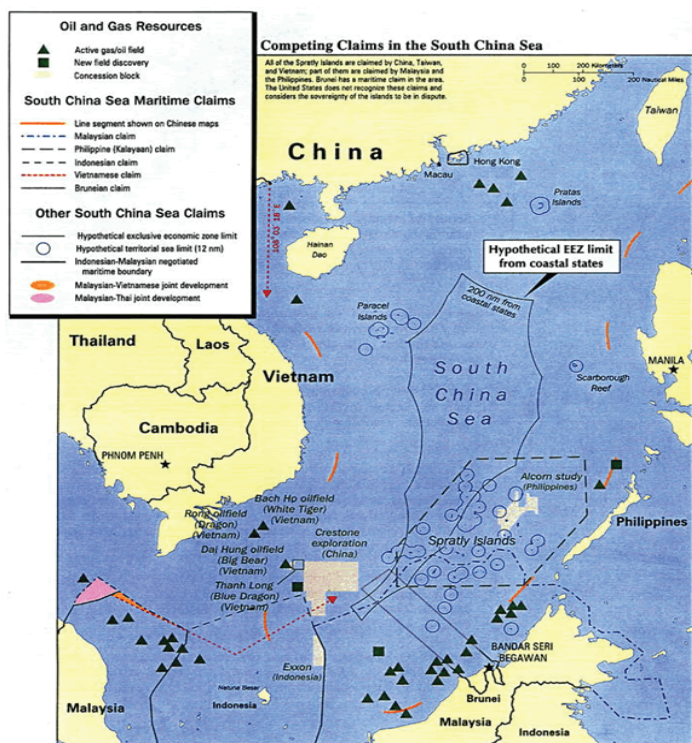 Oil and Gas Resources
Active gas/oil field
New field discovery
Concession block
South China Sea Maritime Claims
Line segment shown on Chinese maps
Malaysian claim
Philippine (Kalayaan) claim
Indonesian claim
Vietnamese claim
Bruneian claim
Other South China Sea Claims
Hypothetical exclusive economic zone limit
Hypothetical territorial sea limit (12 nm)
Indonesian-Malaysian negotiated
maritime boundary
Malaysian-Vietnamese joint development
Malaysian-Thai joint development
Competing Claims in the South China Sea
All of the Spratly Islands are claimed by China, Taiwan,
and Vietnam; part of them are claimed by Malaysia and
the Philippines. Brunei has a maritime claim in the area.
The United States does not recognize these claims and
considers the sovereignty of the islands to be in dispute.
200 Kilometers
200 Nautical Miles
Taiwan
China
Hong Kong
Macau
Pratas
Islands
Hainan
Dao
Hypothetical EEZ limit
from coastal states
200 nm from
coastal states
Paracel
Islands
Thailand
Laos
Vietnam
South
China
Sea
MANILA
Scarborough
Reef
Cambodia
PHNOM PENH
Alcorn study
(Philippines)
Bach Ho oilfield
(White Tiger)
(Vietnam)
Rong oilfield
(Dragon)
(Vietnam)
Crestone
exploration
(China)
Philippines
Spratly Islands
Dai Hung oilfield
(Big Bear)
(Vietnam)
Thanh Long
(Blue Dragon)
(Vietnam)
BANDAR SERI
BEGAWAN
Exxon
(Indonesia)
Natuna Besar
Indonesia
Malaysia
Brunei
Malaysia
Indonesia